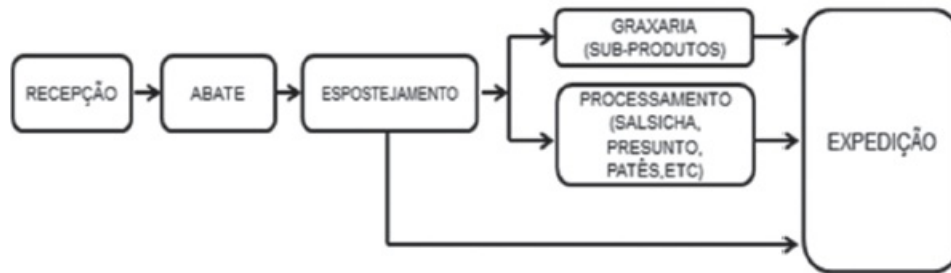 RECEPÇÃO
ABATE
ESPOSTEJAMENTO
GRAXARIA
(SUB-PRODUTOS)
PROCESSAMENTO
(SALSICHA,
PRESUNTO,
PATÊS,ETC)
EXPEDIÇÃO